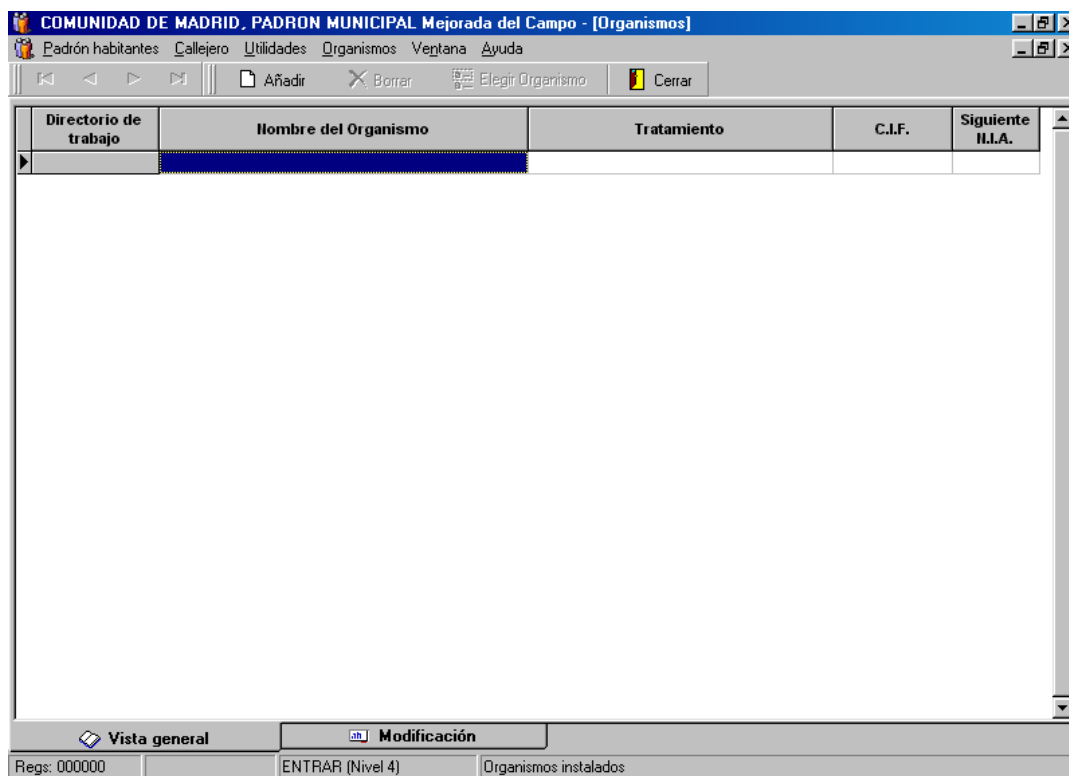 COMUNIDAD DE MADRID, PADRON MUNICIPAL Mejorada del Campo - [Organismos]
Padrón habitantes Callejero Utilidades Organismos Ventana Ayuda
Añadir Borrar Elegir Organismo Cerrar
Directorio de trabajo Nombre del Organismo Tratamiento C.I.F. Siguiente N.I.A.
Vista general Modificación
Regs: 000000 ENTRAR (Nivel 4) Organismos instalados